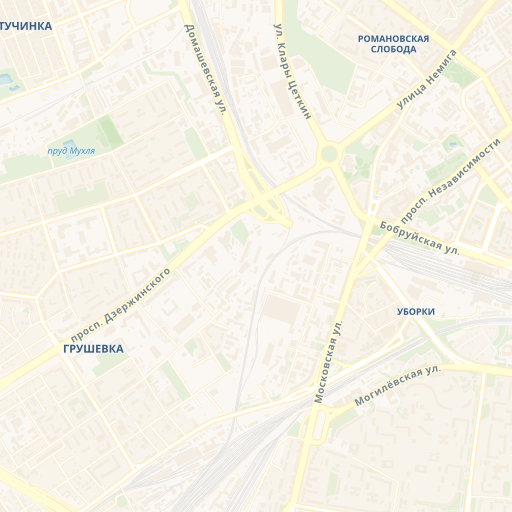 ТУЧИНКА
Домашевская ул.
ул. Клары Цеткин
РОМАНОВСКАЯ
СЛОБОДА
улица Немига
пруд Мухля
просп. Независимости
Бобруйская ул.
просп. Дзержинского
УБОРКИ
ГРУШЕВКА
Московская ул.
Могилёвская ул.